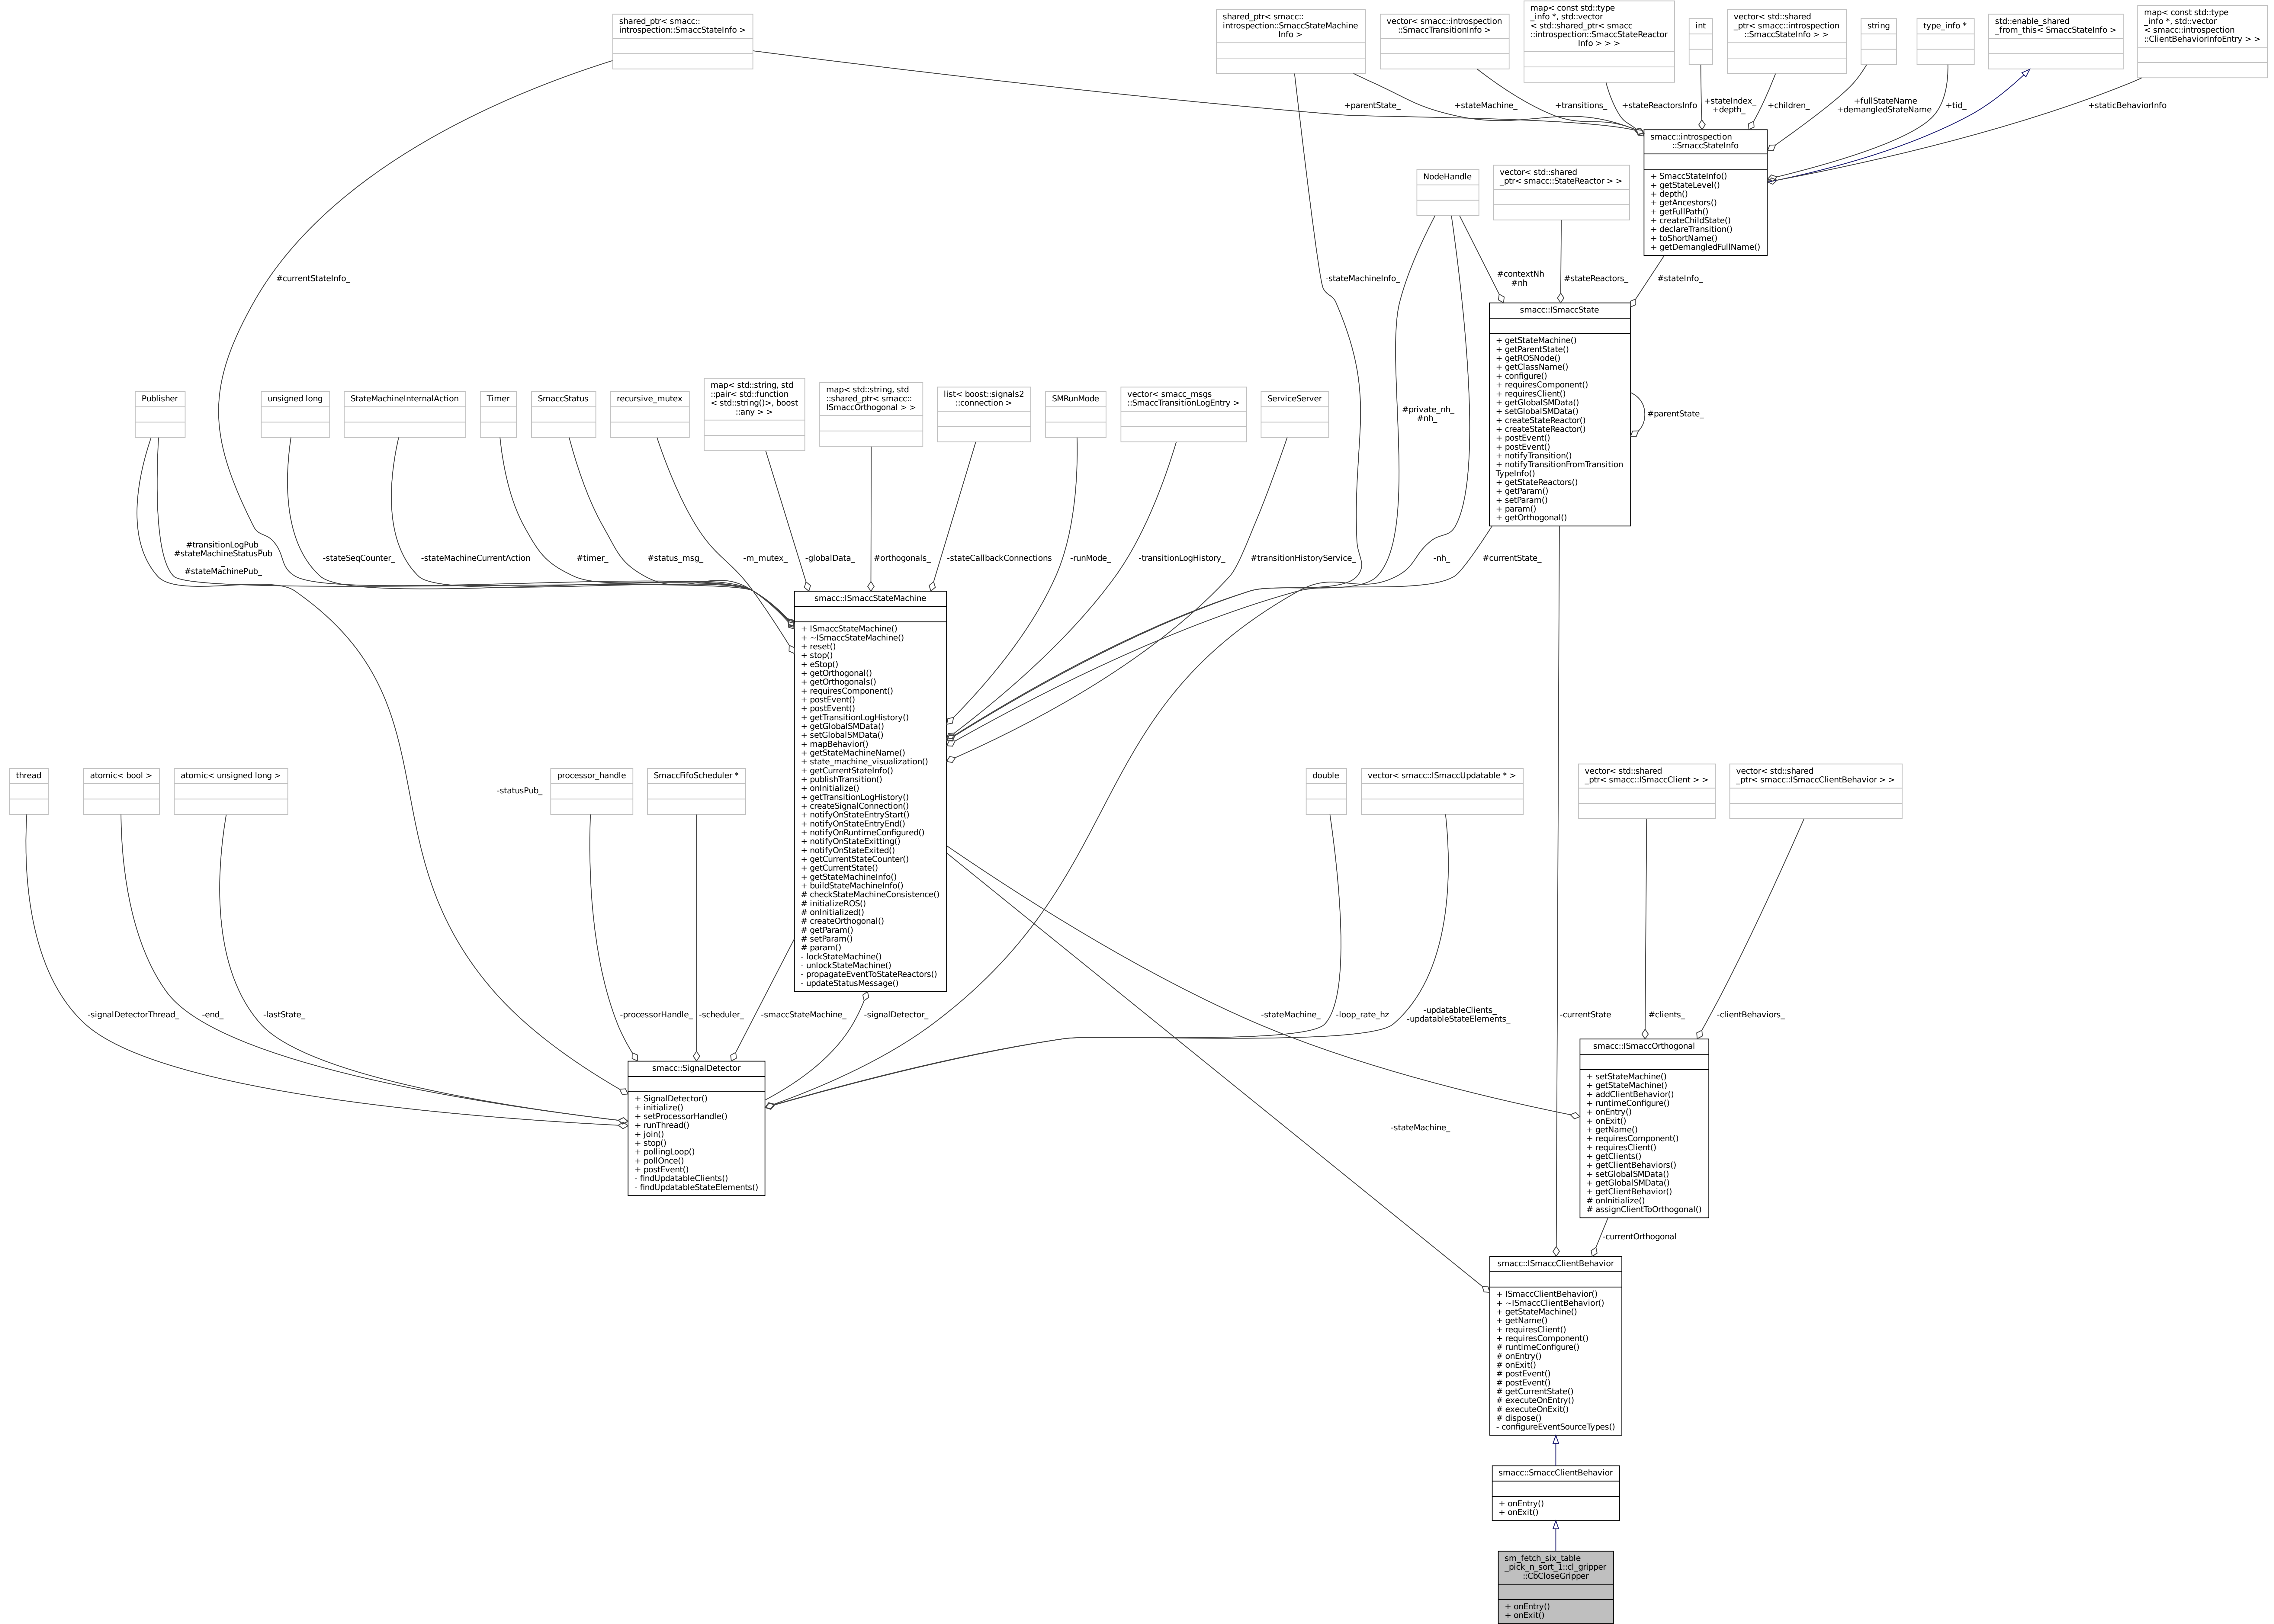 shared_ptr< smacc::
introspection::SmaccStateInfo >
shared_ptr< smacc::
introspection::SmaccStateMachine
Info >
vector< smacc::introspection
::SmaccTransitionInfo >
map< const std::type
_info *, std::vector
< std::shared_ptr< smacc
::introspection::SmaccStateReactor
Info > > >
int
vector< std::shared
_ptr< smacc::introspection
::SmaccStateInfo > >
string
type_info *
std::enable_shared
_from_this< SmaccStateInfo >
map< const std::type
_info *, std::vector
< smacc::introspection
::ClientBehaviorInfoEntry > >
+parentState_
+stateMachine_
+transitions_
+stateReactorsInfo
+stateIndex_
+depth_
+children_
+fullStateName
+demangledStateName
+tid_
+staticBehaviorInfo
smacc::introspection
::SmaccStateInfo
+ SmaccStateInfo()
+ getStateLevel()
+ depth()
+ getAncestors()
+ getFullPath()
+ createChildState()
+ declareTransition()
+ toShortName()
+ getDemangledFullName()
NodeHandle
vector< std::shared
_ptr< smacc::StateReactor > >
#currentStateInfo_
-stateMachineInfo_
#contextNh
#nh
#stateReactors_
#stateInfo_
smacc::ISmaccState
+ getStateMachine()
+ getParentState()
+ getROSNode()
+ getClassName()
+ configure()
+ requiresComponent()
+ requiresClient()
+ getGlobalSMData()
+ setGlobalSMData()
+ createStateReactor()
+ createStateReactor()
+ postEvent()
+ postEvent()
+ notifyTransition()
+ notifyTransitionFromTransition
TypeInfo()
+ getStateReactors()
+ getParam()
+ setParam()
+ param()
+ getOrthogonal()
#parentState_
Publisher
unsigned long
StateMachineInternalAction
Timer
SmaccStatus
recursive_mutex
map< std::string, std
::pair< std::function
< std::string()>, boost
::any > >
map< std::string, std
::shared_ptr< smacc::
ISmaccOrthogonal > >
list< boost::signals2
::connection >
SMRunMode
vector< smacc_msgs
::SmaccTransitionLogEntry >
ServiceServer
#private_nh_
#nh_
#transitionLogPub_
#stateMachineStatusPub
_
#stateMachinePub_
-stateSeqCounter_
-stateMachineCurrentAction
#timer_
#status_msg_
-m_mutex_
-globalData_
#orthogonals_
-stateCallbackConnections
-runMode_
-transitionLogHistory_
#transitionHistoryService_
-nh_
#currentState_
smacc::ISmaccStateMachine
+ ISmaccStateMachine()
+ ~ISmaccStateMachine()
+ reset()
+ stop()
+ eStop()
+ getOrthogonal()
+ getOrthogonals()
+ requiresComponent()
+ postEvent()
+ postEvent()
+ getTransitionLogHistory()
+ getGlobalSMData()
+ setGlobalSMData()
+ mapBehavior()
+ getStateMachineName()
+ state_machine_visualization()
+ getCurrentStateInfo()
+ publishTransition()
+ onInitialize()
+ getTransitionLogHistory()
+ createSignalConnection()
+ notifyOnStateEntryStart()
+ notifyOnStateEntryEnd()
+ notifyOnRuntimeConfigured()
+ notifyOnStateExitting()
+ notifyOnStateExited()
+ getCurrentStateCounter()
+ getCurrentState()
+ getStateMachineInfo()
+ buildStateMachineInfo()
# checkStateMachineConsistence()
# initializeROS()
# onInitialized()
# createOrthogonal()
# getParam()
# setParam()
# param()
- lockStateMachine()
- unlockStateMachine()
- propagateEventToStateReactors()
- updateStatusMessage()
thread
atomic< bool >
atomic< unsigned long >
-statusPub_
processor_handle
SmaccFifoScheduler *
double
vector< smacc::ISmaccUpdatable * >
vector< std::shared
_ptr< smacc::ISmaccClient > >
vector< std::shared
_ptr< smacc::ISmaccClientBehavior > >
-signalDetectorThread_
-end_
-lastState_
-processorHandle_
-scheduler_
-smaccStateMachine_
-signalDetector_
-stateMachine_
-loop_rate_hz
-updatableClients_
-updatableStateElements_
-currentState
#clients_
-clientBehaviors_
smacc::SignalDetector
+ SignalDetector()
+ initialize()
+ setProcessorHandle()
+ runThread()
+ join()
+ stop()
+ pollingLoop()
+ pollOnce()
+ postEvent()
- findUpdatableClients()
- findUpdatableStateElements()
smacc::ISmaccOrthogonal
+ setStateMachine()
+ getStateMachine()
+ addClientBehavior()
+ runtimeConfigure()
+ onEntry()
+ onExit()
+ getName()
+ requiresComponent()
+ requiresClient()
+ getClients()
+ getClientBehaviors()
+ setGlobalSMData()
+ getGlobalSMData()
+ getClientBehavior()
# onInitialize()
# assignClientToOrthogonal()
-stateMachine_
-currentOrthogonal
smacc::ISmaccClientBehavior
+ ISmaccClientBehavior()
+ ~ISmaccClientBehavior()
+ getStateMachine()
+ getName()
+ requiresClient()
+ requiresComponent()
# runtimeConfigure()
# onEntry()
# onExit()
# postEvent()
# postEvent()
# getCurrentState()
# executeOnEntry()
# executeOnExit()
# dispose()
- configureEventSourceTypes()
smacc::SmaccClientBehavior
+ onEntry()
+ onExit()
sm_fetch_six_table
_pick_n_sort_1::cl_gripper
::CbCloseGripper
+ onEntry()
+ onExit()